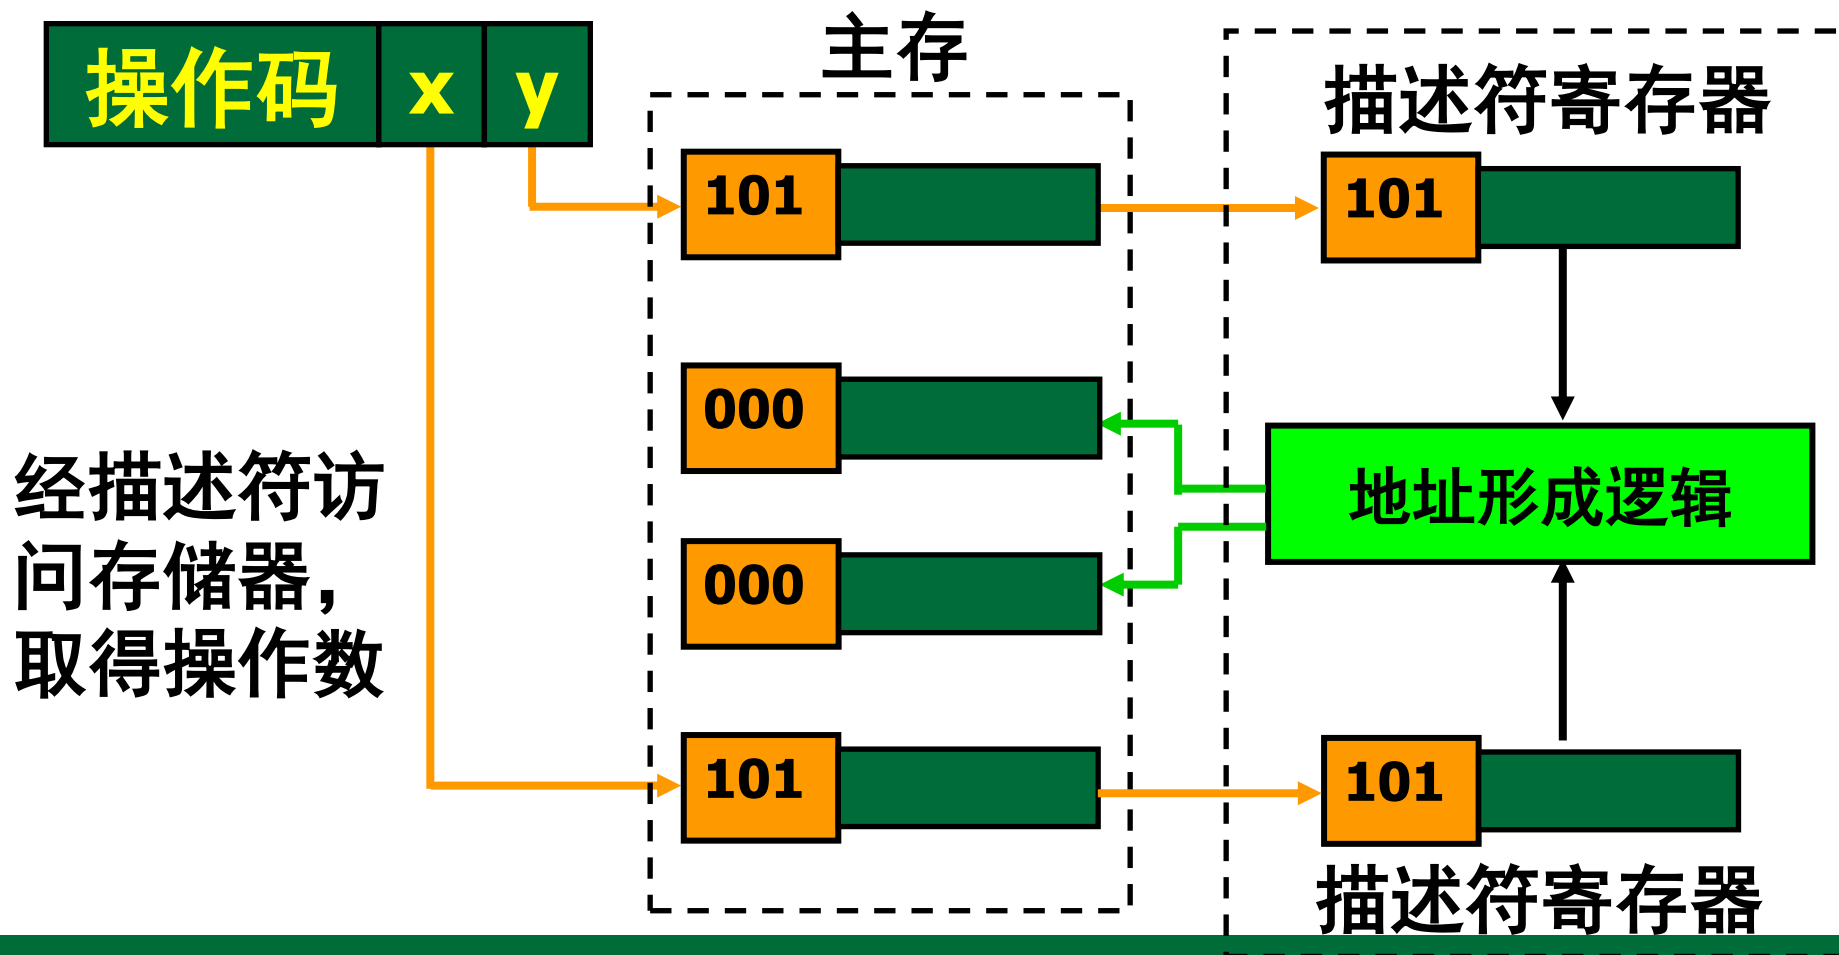 主存
操作码 x y
描述符寄存器
101
101
000
地址形成逻辑
经描述符访
问存储器，
取得操作数
000
101
101
描述符寄存器